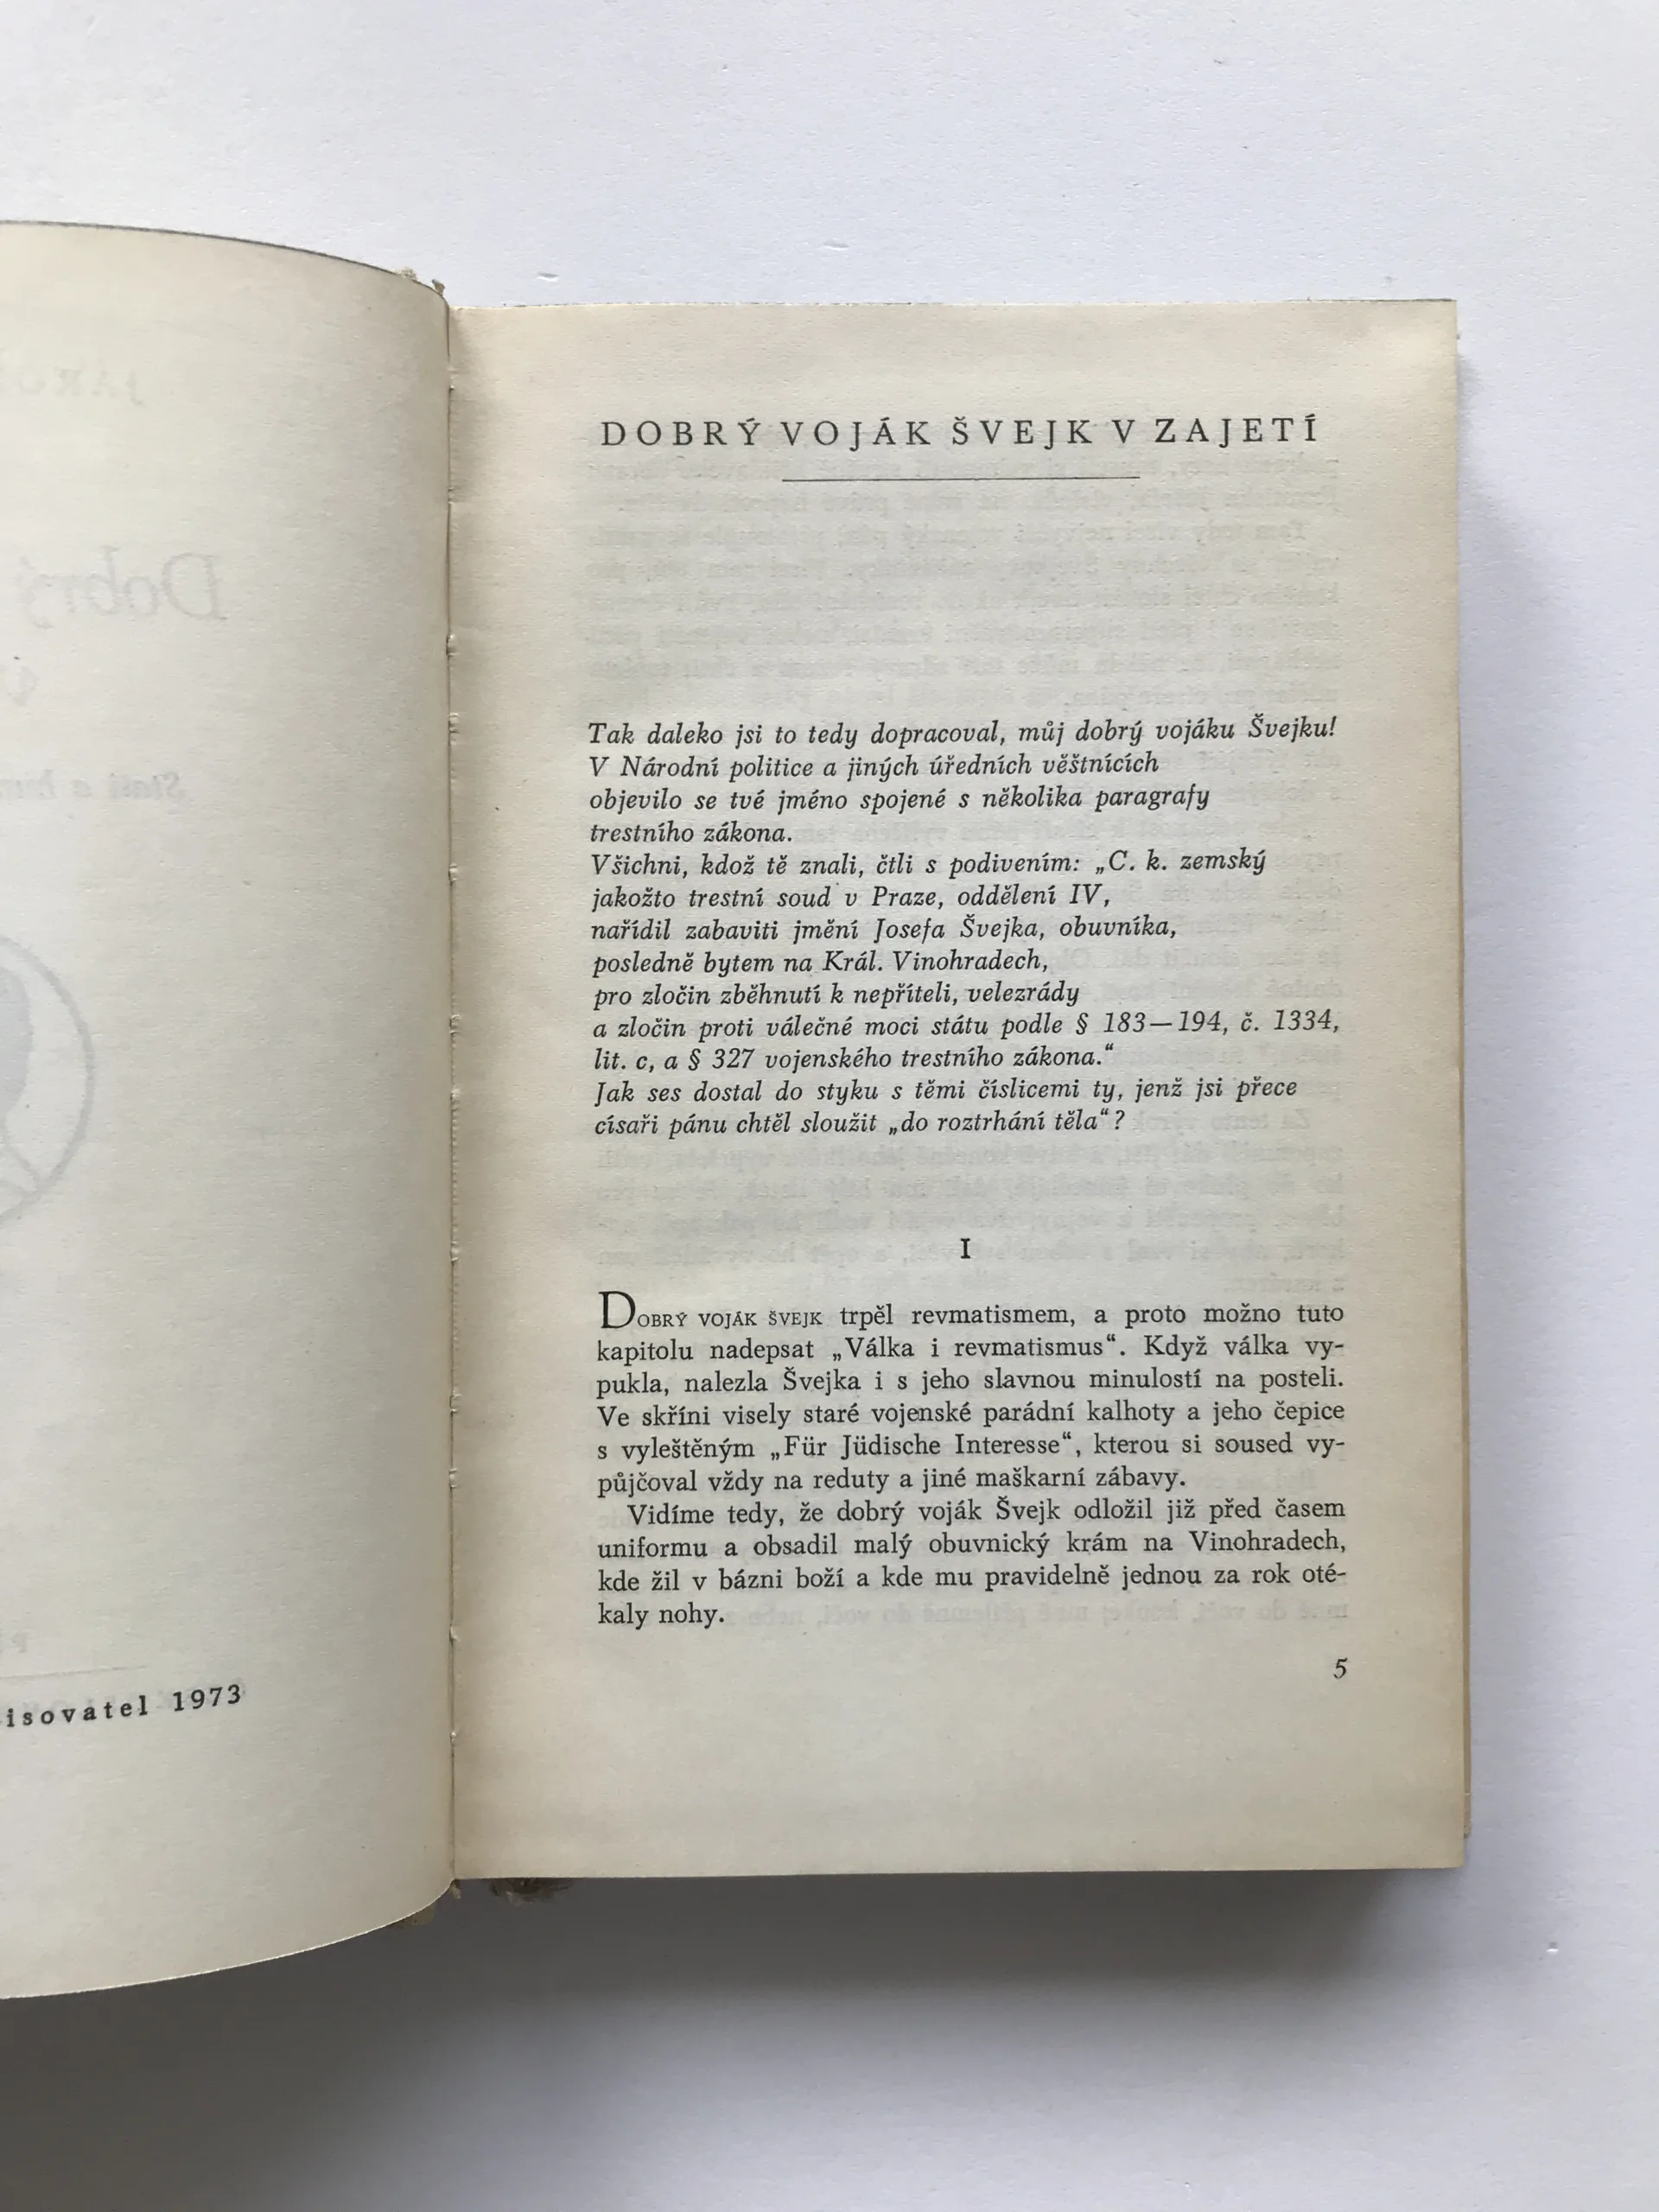 isovatel 1973
DOBRÝ VOJÁK ŠVEJK V ZAJETÍ
Tak daleko jsi to tedy dopracoval, můj dobrý vojáku Švejku!
V Národní politice a jiných úředních věštnících
objevilo se tvé jméno spojené s několika paragrafy
trestního zákona.
Všichni, kdož tě znali, čtli s podivením: „C. k. zemský
jakožto trestní soud v Praze, oddělení IV,
nařídil zabaviti jmění Josefa Švejka, obuvníka,
posledně bytem na Král. Vinohradech,
pro zločin zběhnutí k nepříteli, velezrády
a zločin proti válečné moci státu podle § 183—194, č. 1334,
lit. c, a § 327 vojenského trestního zákona.“
Jak ses dostal do styku s těmi číslicemi ty, jenž jsi přece
císaři pánu chtěl sloužit „do roztrhání těla“?
I
DOBRÝ VOJÁK ŠVEJK trpěl revmatismem, a proto možno tuto
kapitolu nadepsat „Válka i revmatismus“. Když válka vy-
pukla, nalezla Švejka i s jeho slavnou minulostí na posteli.
Ve skříni visely staré vojenské parádní kalhoty a jeho čepice
s vyleštěným „Für Jüdische Interesse“, kterou si soused vy-
půjčoval vždy na reduty a jiné maškarní zábavy.
Vidíme tedy, že dobrý voják Švejk odložil již před časem
uniformu a obsadil malý obuvnický krám na Vinohradech,
kde žil v bázni boží a kde mu pravidelně jednou za rok oté-
kaly nohy.
5